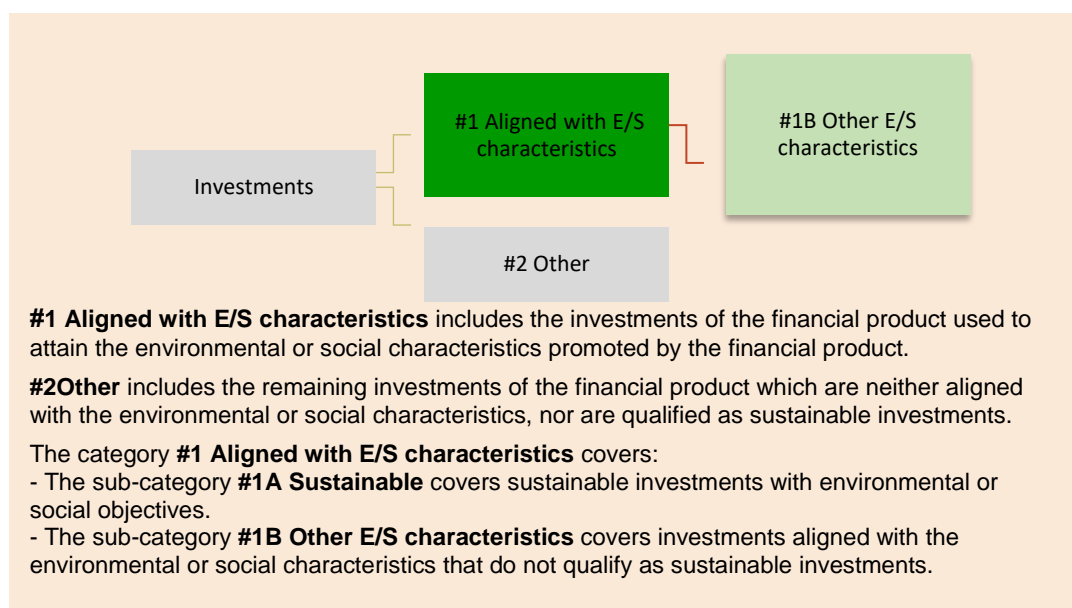 #1 Aligned with E/S
characteristics
#1B Other E/S
characteristics
Investments
#2 Other
#1 Aligned with E/S characteristics includes the investments of the financial product used to
attain the environmental or social characteristics promoted by the financial product.
#2Other includes the remaining investments of the financial product which are neither aligned
with the environmental or social characteristics, nor are qualified as sustainable investments.
The category #1 Aligned with E/S characteristics covers:
- The sub-category #1A Sustainable covers sustainable investments with environmental or
social objectives.
- The sub-category #1B Other E/S characteristics covers investments aligned with the
environmental or social characteristics that do not qualify as sustainable investments.